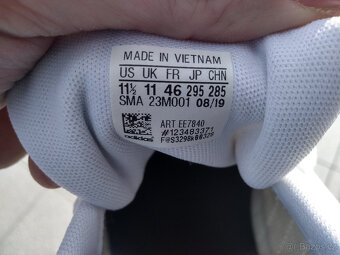 MADE IN VIETNAM
US UK FR JP CHN
11½ 11 46 295 285
SMA 23M001 08/19
ART EE7840
#123483371
adidas